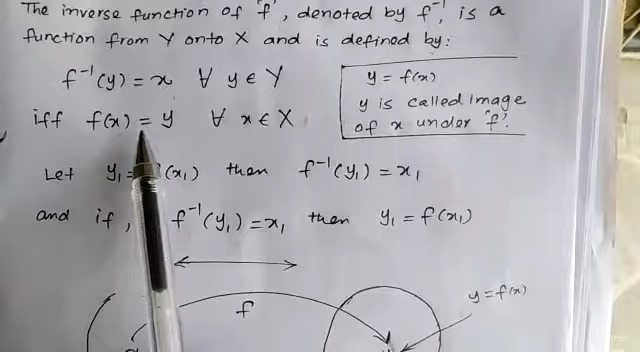 The inverse function of 'f', denoted by f⁻¹, is a
function from Y onto X and is defined by:
f⁻¹(y) = x ∀ y ∈ Y
iff f(x) = y ∀ x ∈ X
y = f(x)
y is called image
of x under 'f'.
Let y₁ = (x₁) then f⁻¹(y₁) = x₁
and if, f⁻¹(y₁) = x₁ then y₁ = f(x₁)
f
y = f(x)